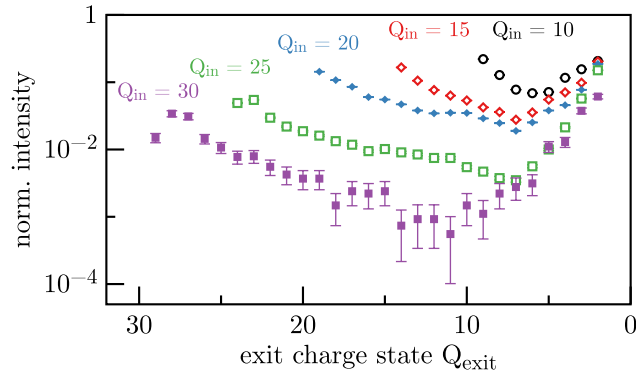 1
Q_in = 20
Q_in = 15
Q_in = 10
Q_in = 25
Q_in = 30
10^−2
10^−4
norm. intensity
30 20 10 0
exit charge state Q_exit